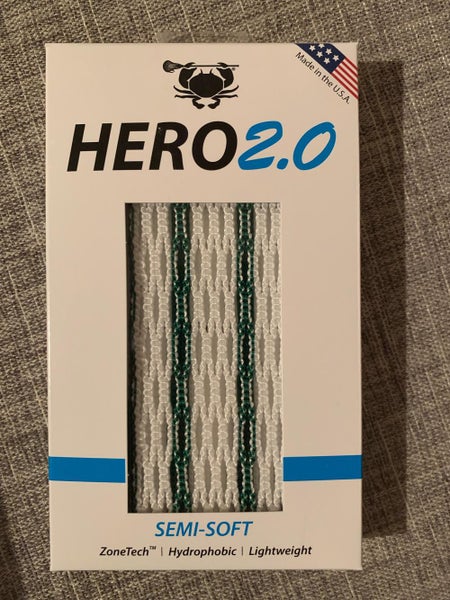 Made in the U.S.A.
HERO2.0
SEMI-SOFT
ZoneTech™ | Hydrophobic | Lightweight